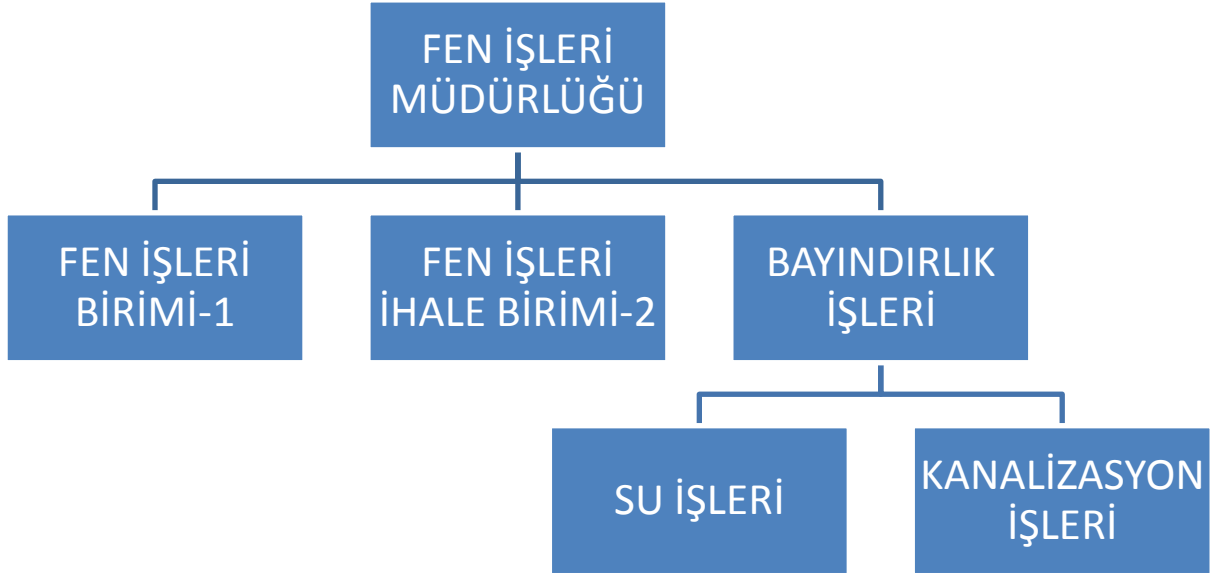 FEN İŞLERİ
MÜDÜRLÜĞÜ
FEN İŞLERİ
BİRİMİ-1
FEN İŞLERİ
İHALE BİRİMİ-2
BAYINDIRLIK
İŞLERİ
SU İŞLERİ
KANALİZASYON
İŞLERİ